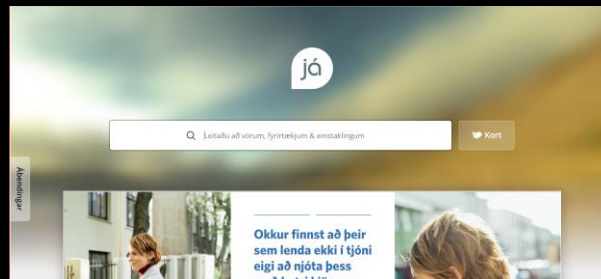 já
Leitaðu að vörum, fyrirtækjum & einstaklingum
Kort
Ábendingar
Okkur finnst að þeir
sem lenda ekki í tjóni
eigi að njóta þess